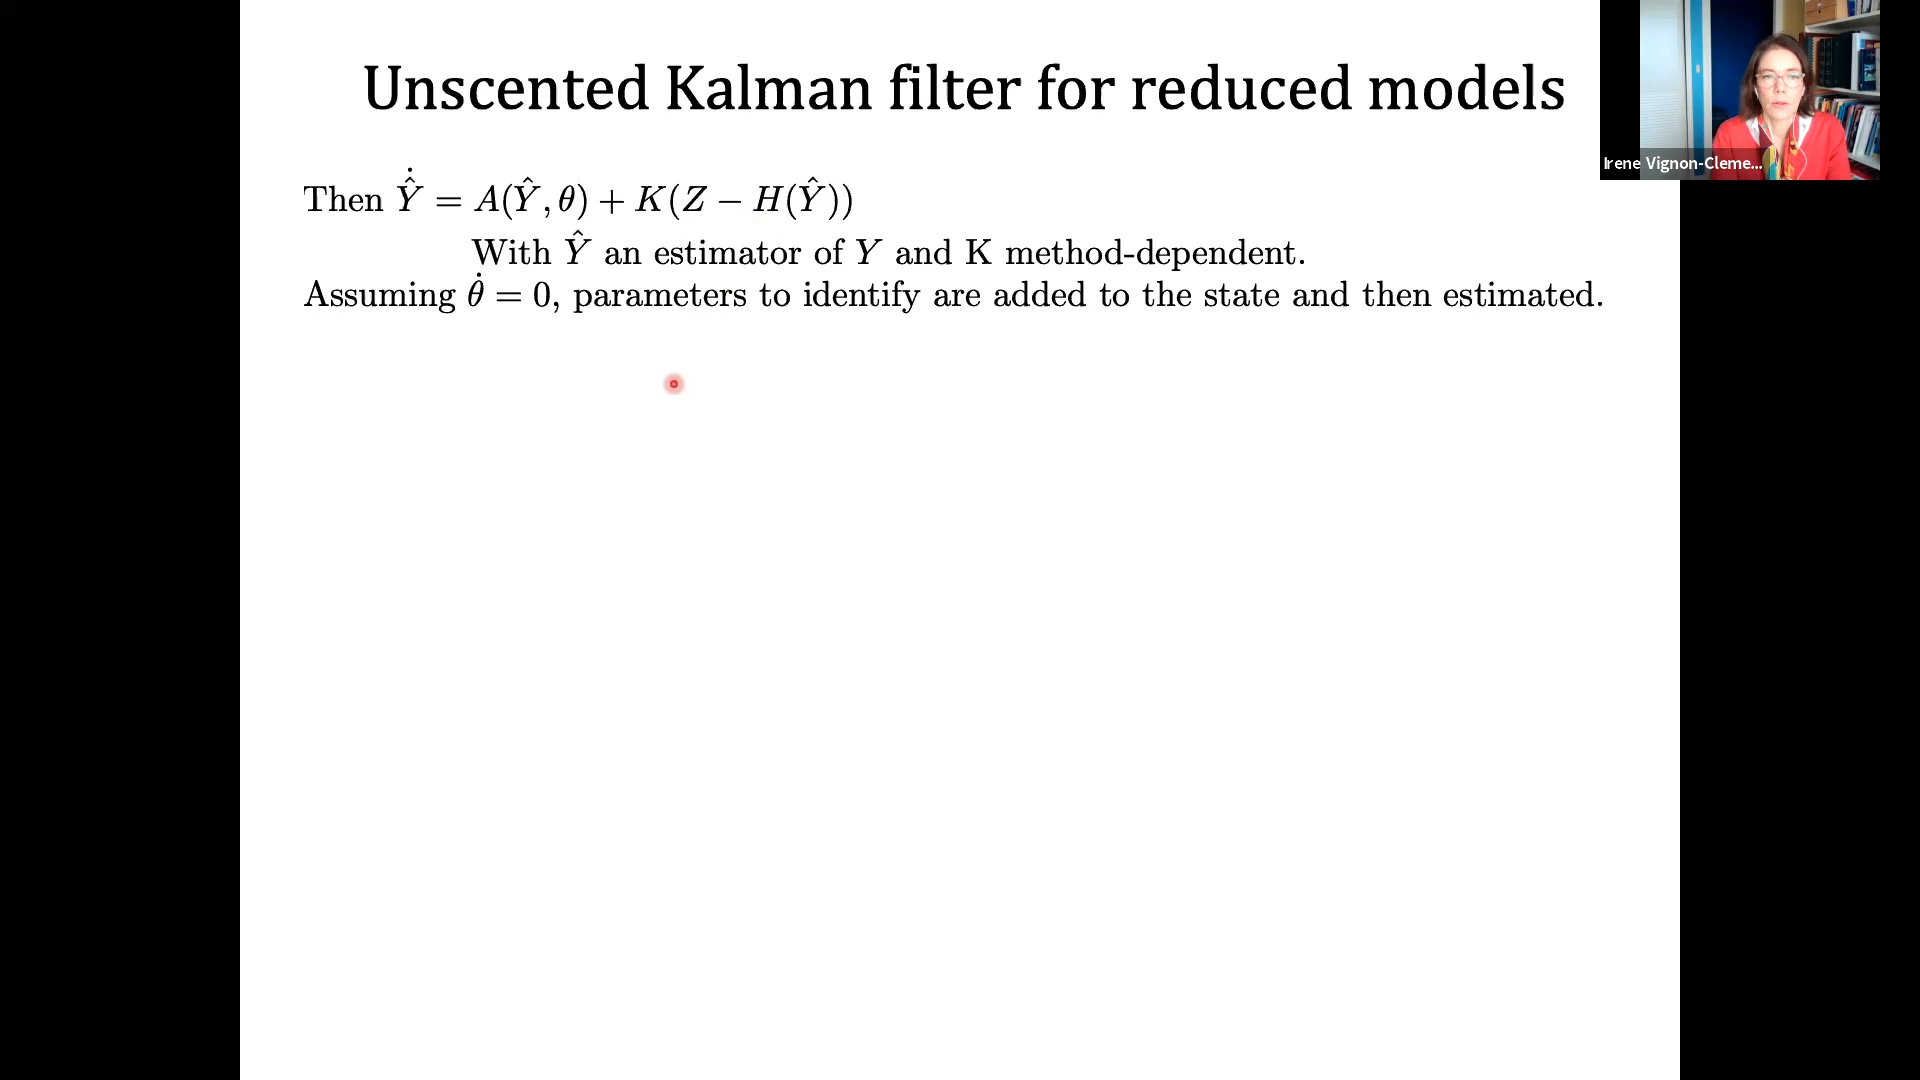 Unscented Kalman filter for reduced models
Irene Vignon-Cleme...
Then $\dot{\hat{Y}} = A(\hat{Y}, \theta) + K(Z - H(\hat{Y}))$
With $\hat{Y}$ an estimator of $Y$ and K method-dependent.
Assuming $\dot{\theta} = 0$, parameters to identify are added to the state and then estimated.